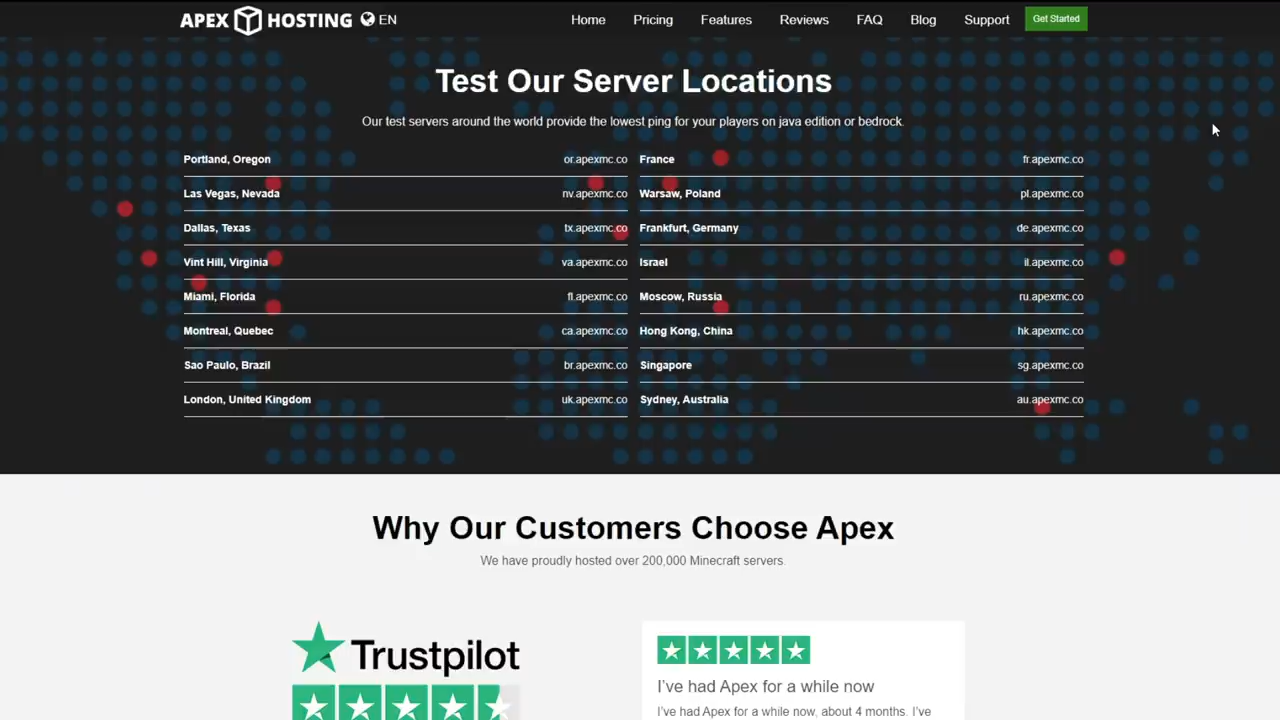 APEX HOSTING EN Home Pricing Features Reviews FAQ Blog Support Get Started
Test Our Server Locations
Our test servers around the world provide the lowest ping for your players on java edition or bedrock.
Portland, Oregon or.apexmc.co France fr.apexmc.co
Las Vegas, Nevada nv.apexmc.co Warsaw, Poland pl.apexmc.co
Dallas, Texas tx.apexmc.co Frankfurt, Germany de.apexmc.co
Vint Hill, Virginia va.apexmc.co Israel il.apexmc.co
Miami, Florida fl.apexmc.co Moscow, Russia ru.apexmc.co
Montreal, Quebec ca.apexmc.co Hong Kong, China hk.apexmc.co
Sao Paulo, Brazil br.apexmc.co Singapore sg.apexmc.co
London, United Kingdom uk.apexmc.co Sydney, Australia au.apexmc.co
Why Our Customers Choose Apex
We have proudly hosted over 200,000 Minecraft servers.
Trustpilot
I've had Apex for a while now
I've had Apex for a while now, about 4 months. I've